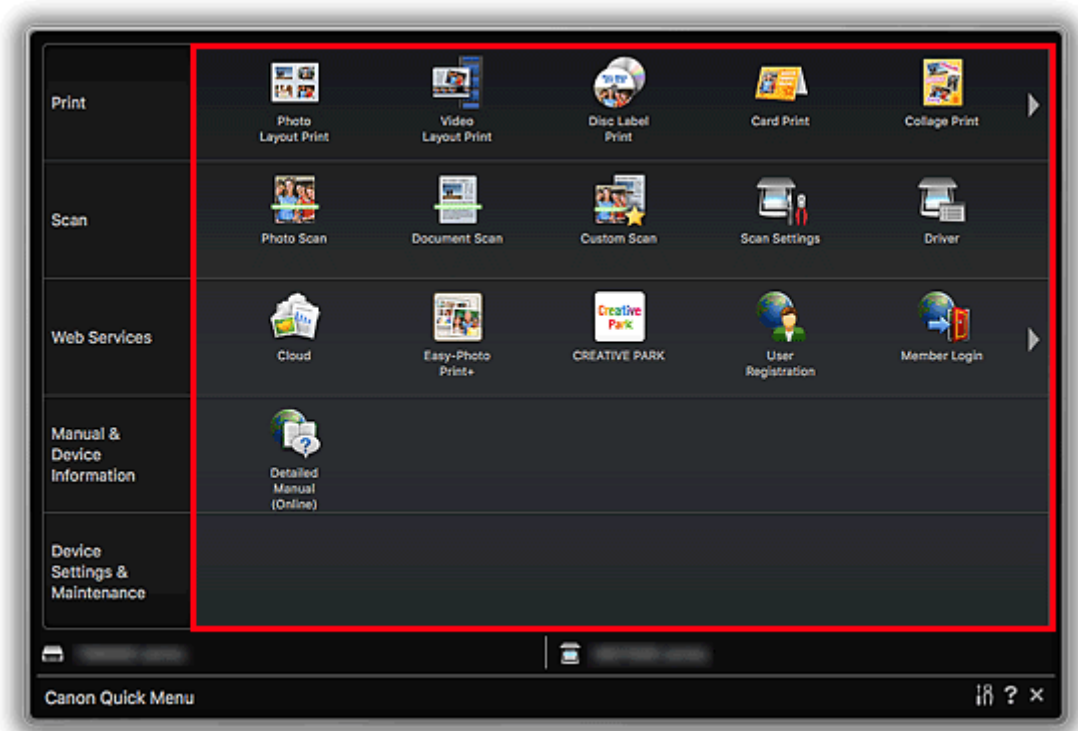 Print
Photo
Layout Print
Video
Layout Print
Disc Label
Print
Card Print
Collage Print
Scan
Photo Scan
Document Scan
Custom Scan
Scan Settings
Driver
Web Services
Cloud
Easy-Photo
Print+
Creative
Park
CREATIVE PARK
User
Registration
Member Login
Manual &
Device
Information
Detailed
Manual
(Online)
Device
Settings &
Maintenance
Canon Quick Menu
?